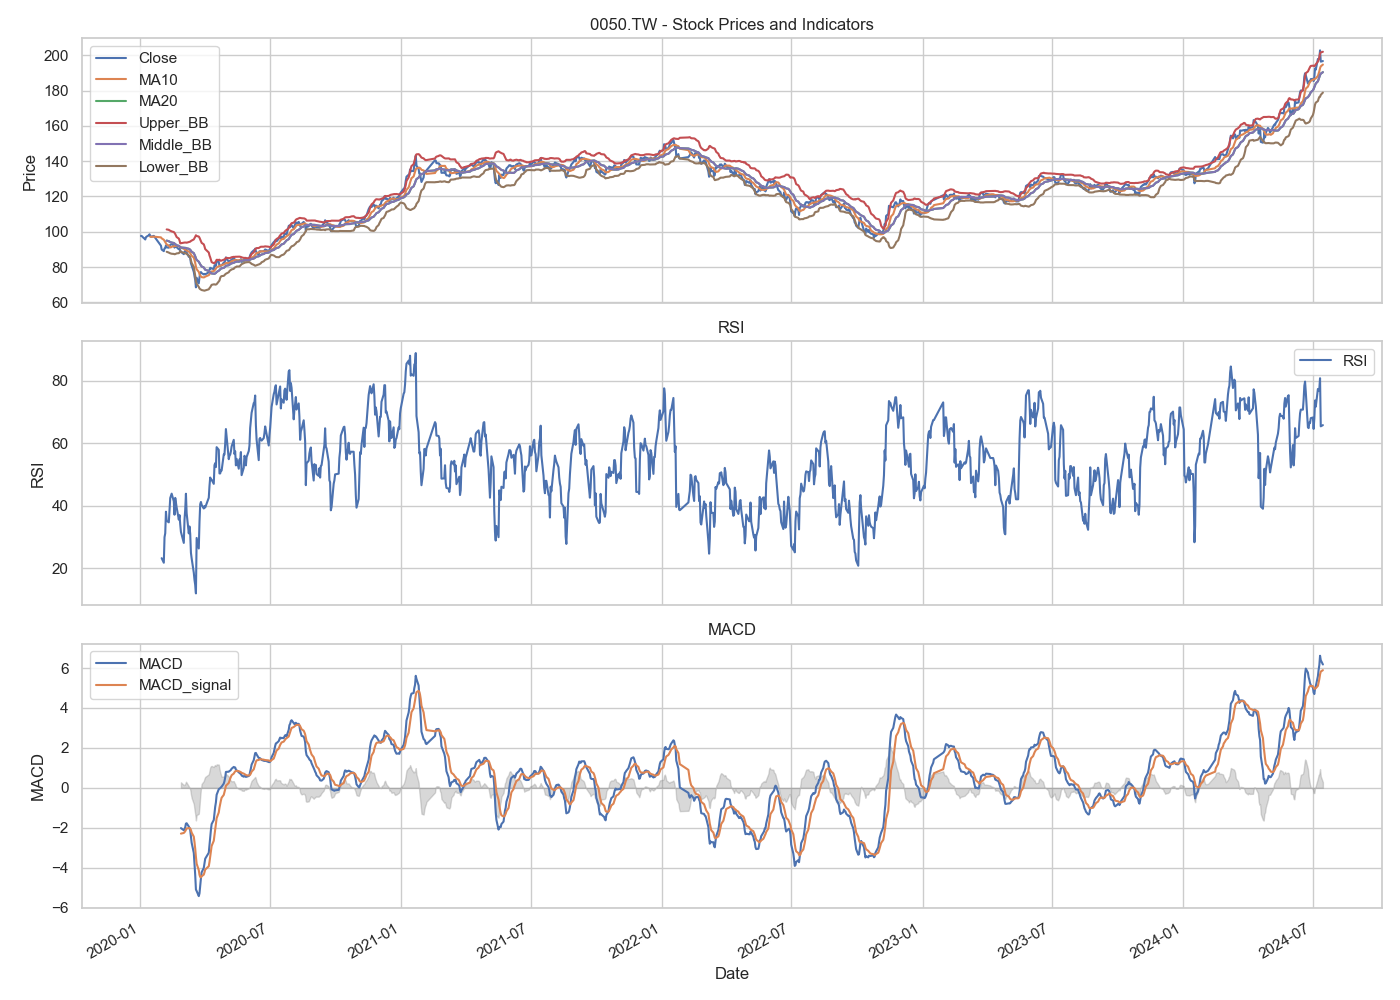 0050.TW - Stock Prices and Indicators
Price
200
180
160
140
120
100
80
60
Close
MA10
MA20
Upper_BB
Middle_BB
Lower_BB
RSI
RSI
80
60
40
20
RSI
MACD
MACD
6
4
2
0
−2
−4
−6
MACD
MACD_signal
2020-01
2020-07
2021-01
2021-07
2022-01
2022-07
2023-01
2023-07
2024-01
2024-07
Date